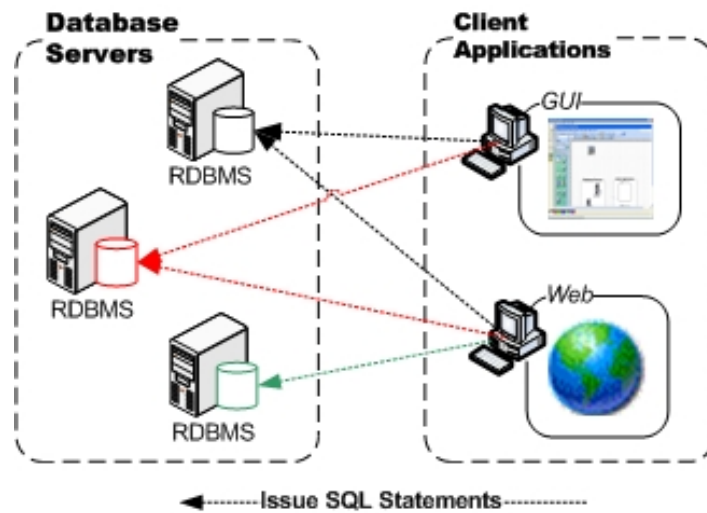 Database
Servers
Client
Applications
GUI
RDBMS
RDBMS
Web
RDBMS
Issue SQL Statements